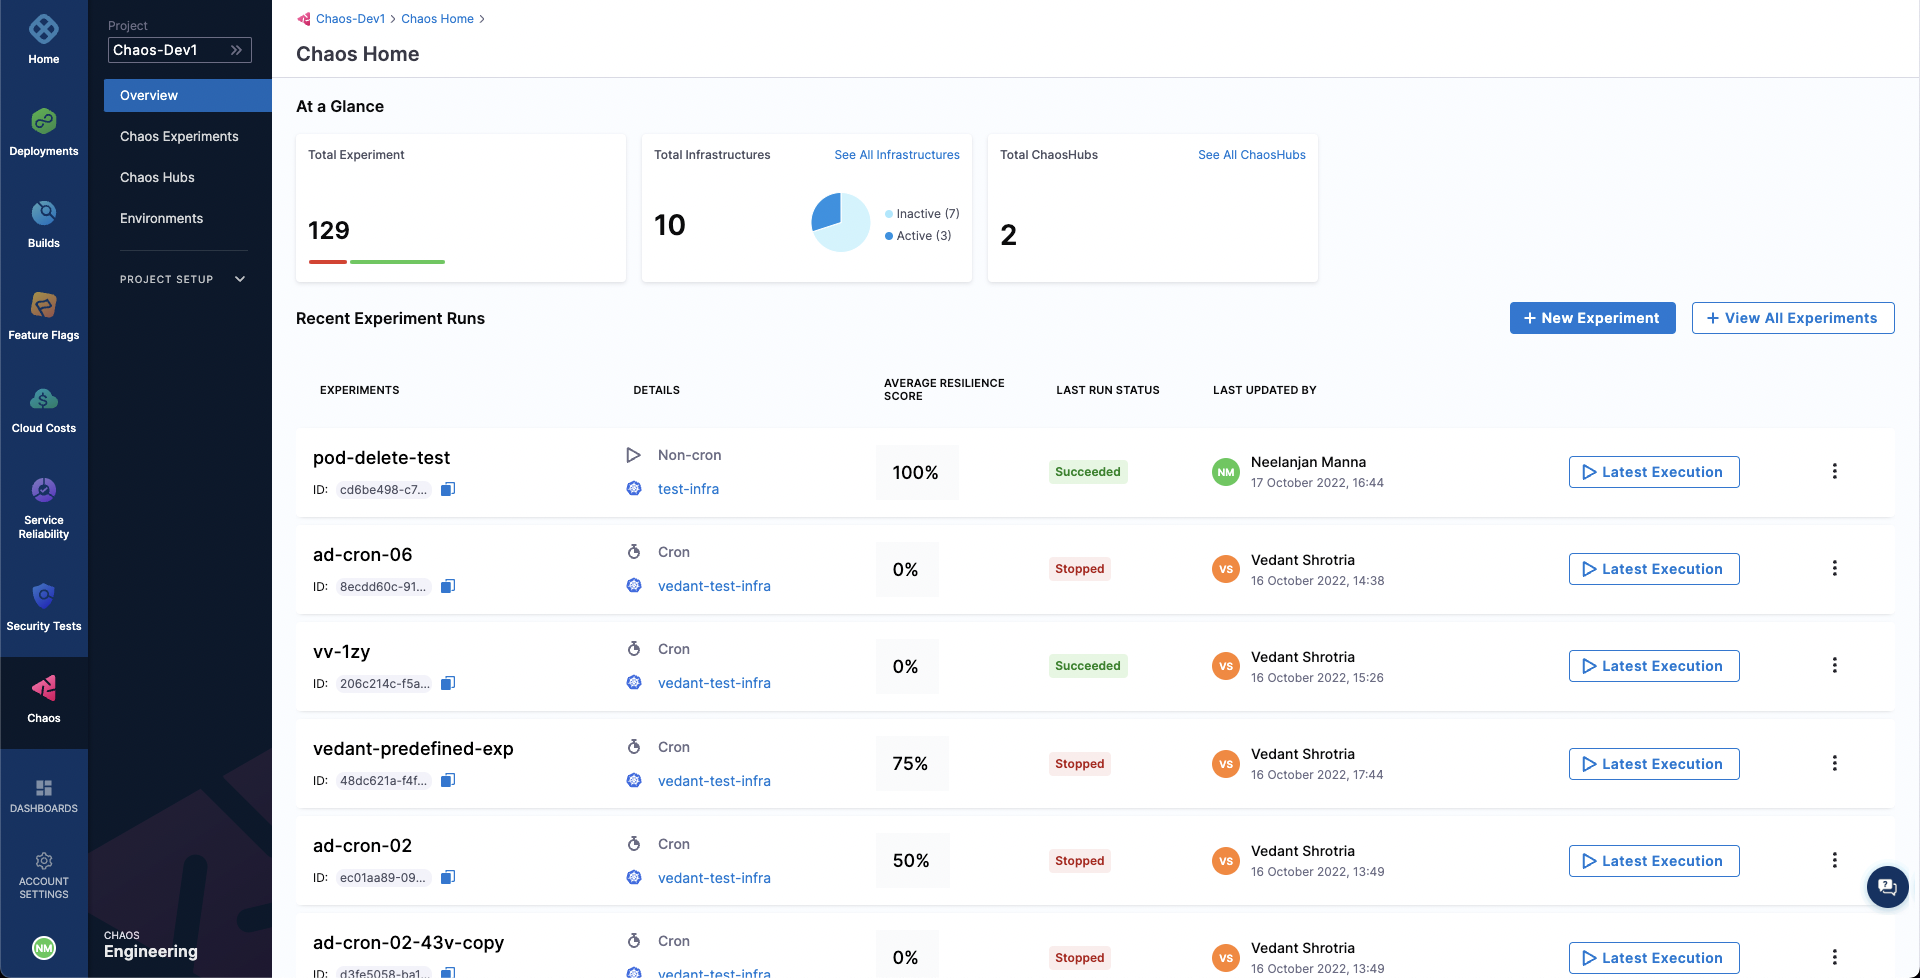 Home
Deployments
Builds
Feature Flags
Cloud Costs
Service
Reliability
Security Tests
Chaos
DASHBOARDS
ACCOUNT
SETTINGS
NM
Project
Chaos-Dev1
Overview
Chaos Experiments
Chaos Hubs
Environments
PROJECT SETUP
CHAOS
Engineering
Chaos-Dev1 > Chaos Home >
Chaos Home
At a Glance
Total Experiment
129
Total Infrastructures
See All Infrastructures
10
Inactive (7)
Active (3)
Total ChaosHubs
See All ChaosHubs
2
Recent Experiment Runs
+ New Experiment
+ View All Experiments
EXPERIMENTS
DETAILS
AVERAGE RESILIENCE
SCORE
LAST RUN STATUS
LAST UPDATED BY
pod-delete-test
ID: cd6be498-c7...
Non-cron
test-infra
100%
Succeeded
NM
Neelanjan Manna
17 October 2022, 16:44
Latest Execution
ad-cron-06
ID: 8ecdd60c-91...
Cron
vedant-test-infra
0%
Stopped
VS
Vedant Shrotria
16 October 2022, 14:38
Latest Execution
vv-1zy
ID: 206c214c-f5a...
Cron
vedant-test-infra
0%
Succeeded
VS
Vedant Shrotria
16 October 2022, 15:26
Latest Execution
vedant-predefined-exp
ID: 48dc621a-f4f...
Cron
vedant-test-infra
75%
Stopped
VS
Vedant Shrotria
16 October 2022, 17:44
Latest Execution
ad-cron-02
ID: ec01aa89-09...
Cron
vedant-test-infra
50%
Stopped
VS
Vedant Shrotria
16 October 2022, 13:49
Latest Execution
ad-cron-02-43v-copy
ID: d3fe5058-ba1...
Cron
vedant-test-infra
0%
Stopped
VS
Vedant Shrotria
16 October 2022, 13:49
Latest Execution